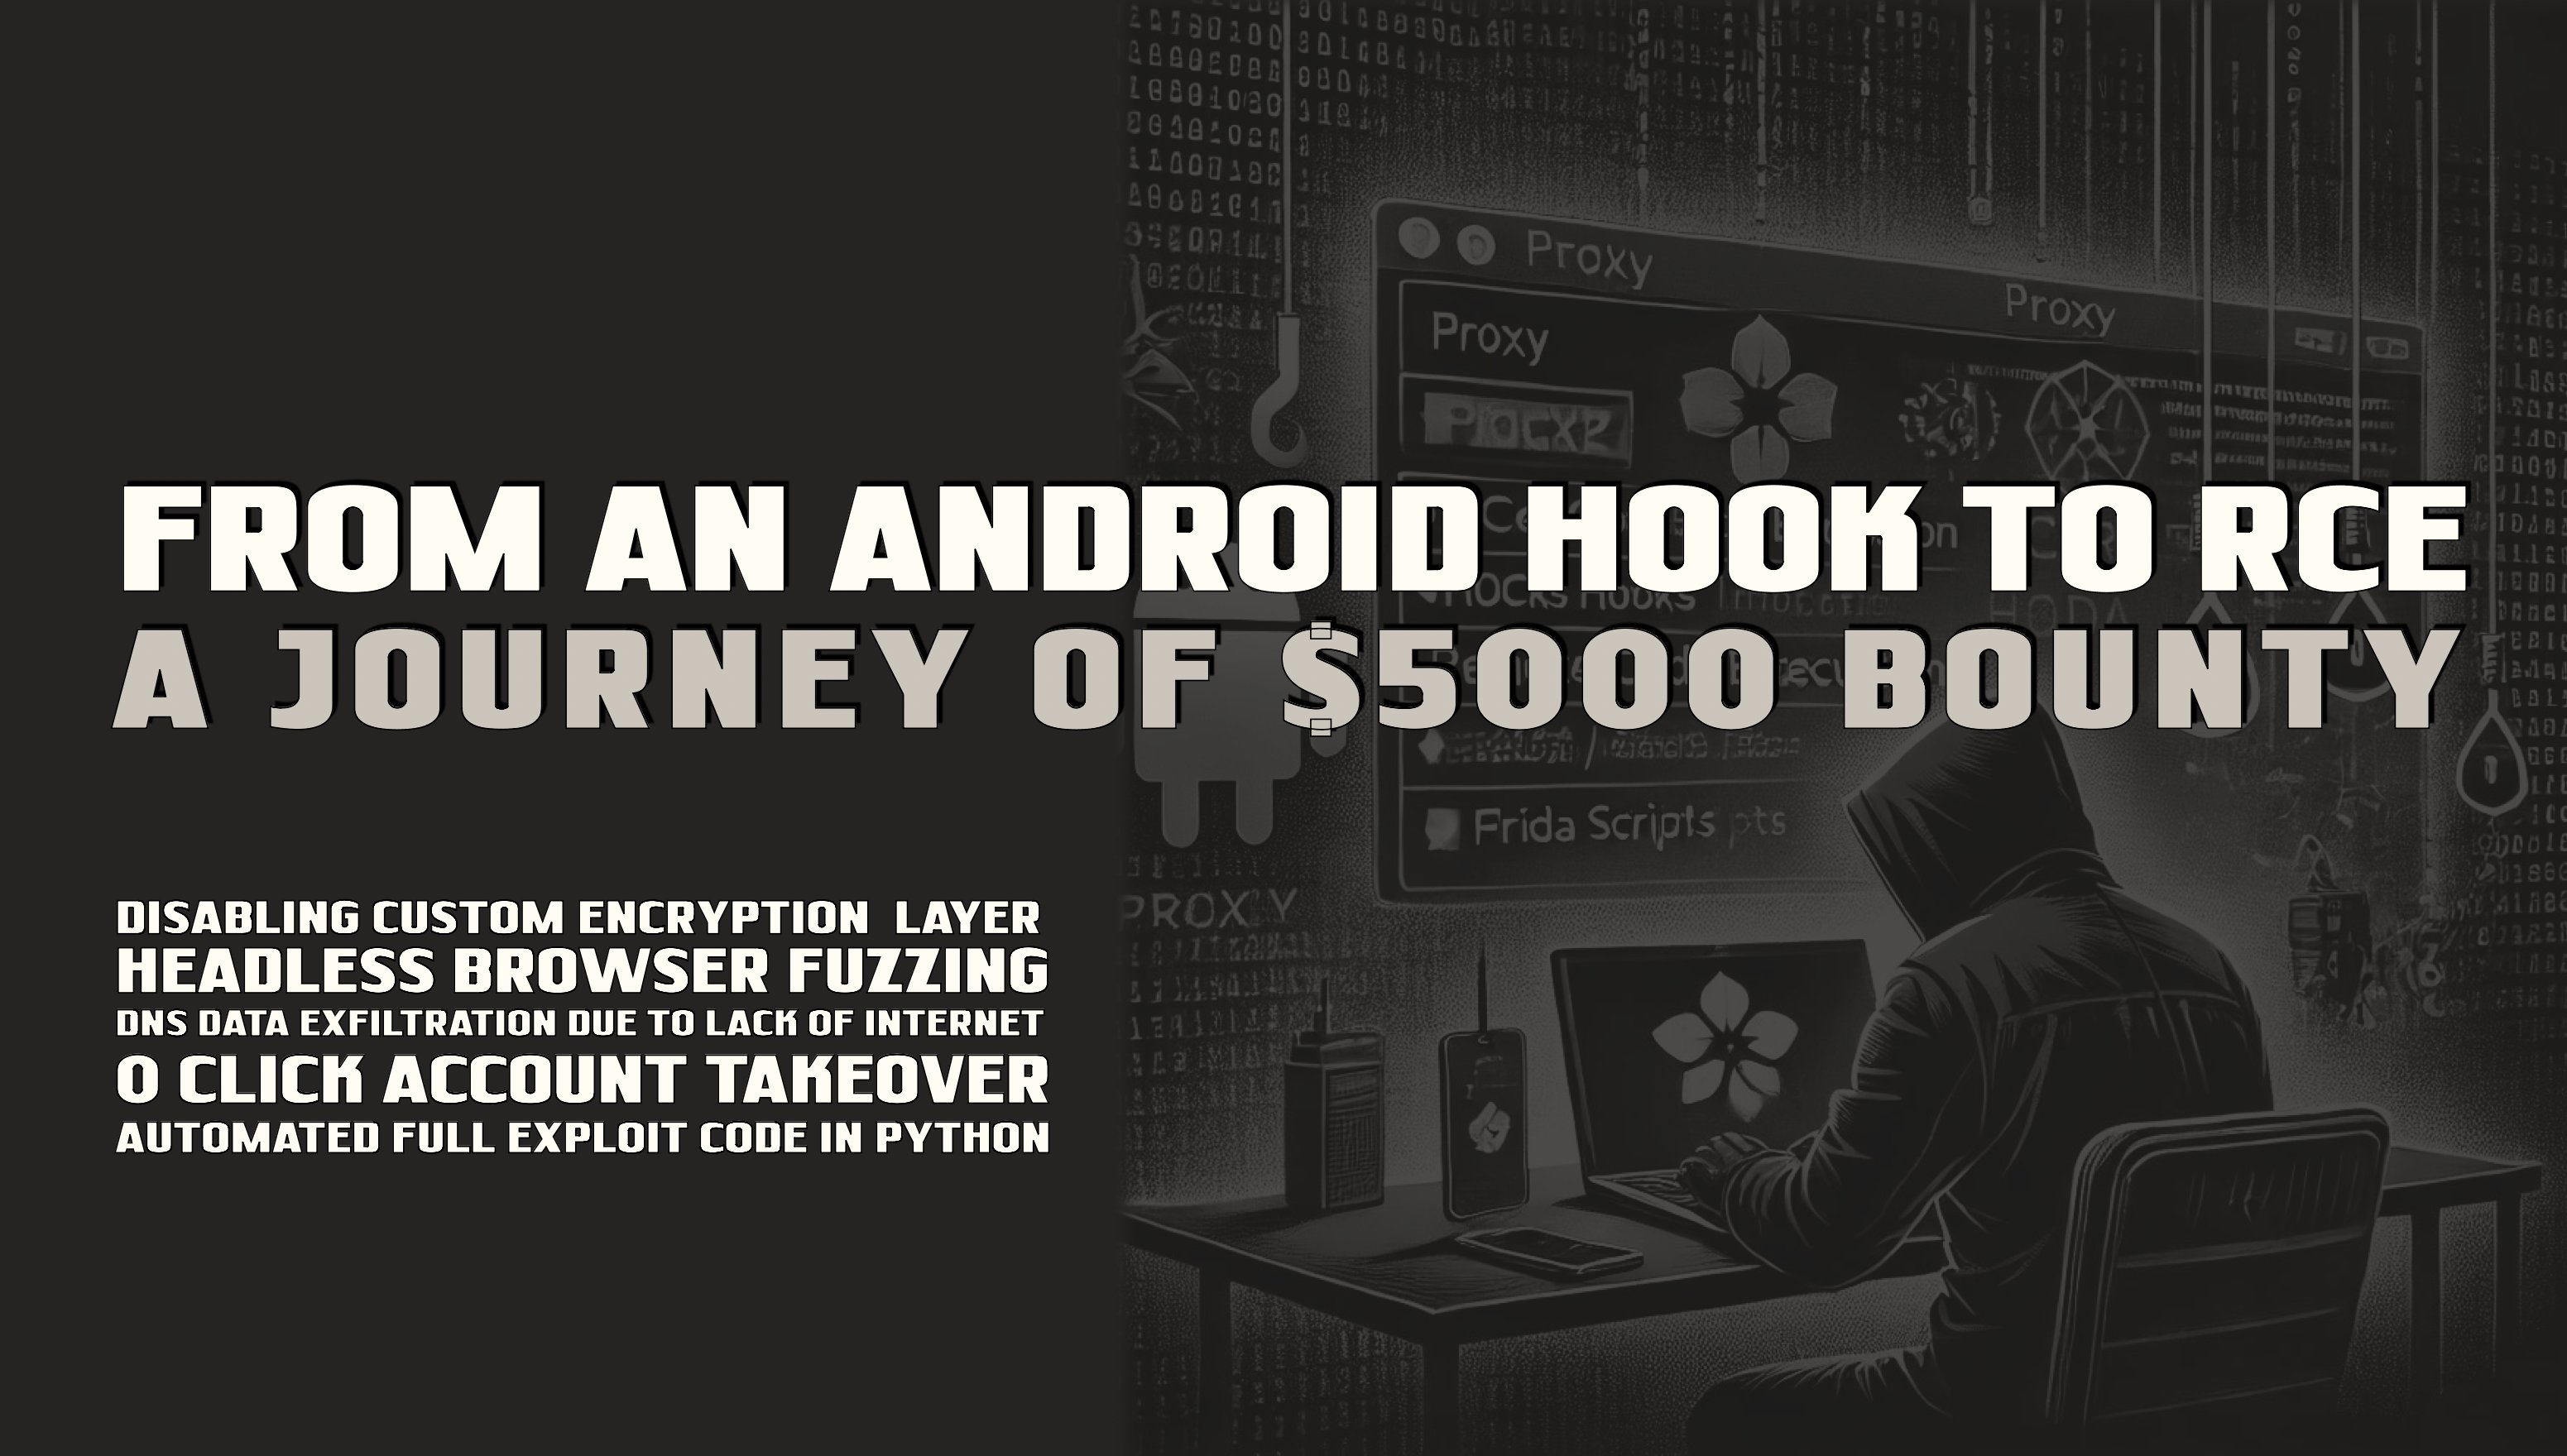 Proxy
Proxy
Proxy
FROM AN ANDROID HOOK TO RCE
A JOURNEY OF $5000 BOUNTY
Frida Scripts pts
DISABLING CUSTOM ENCRYPTION LAYER
PROXY
HEADLESS BROWSER FUZZING
DNS DATA EXFILTRATION DUE TO LACK OF INTERNET
0 CLICK ACCOUNT TAKEOVER
AUTOMATED FULL EXPLOIT CODE IN PYTHON